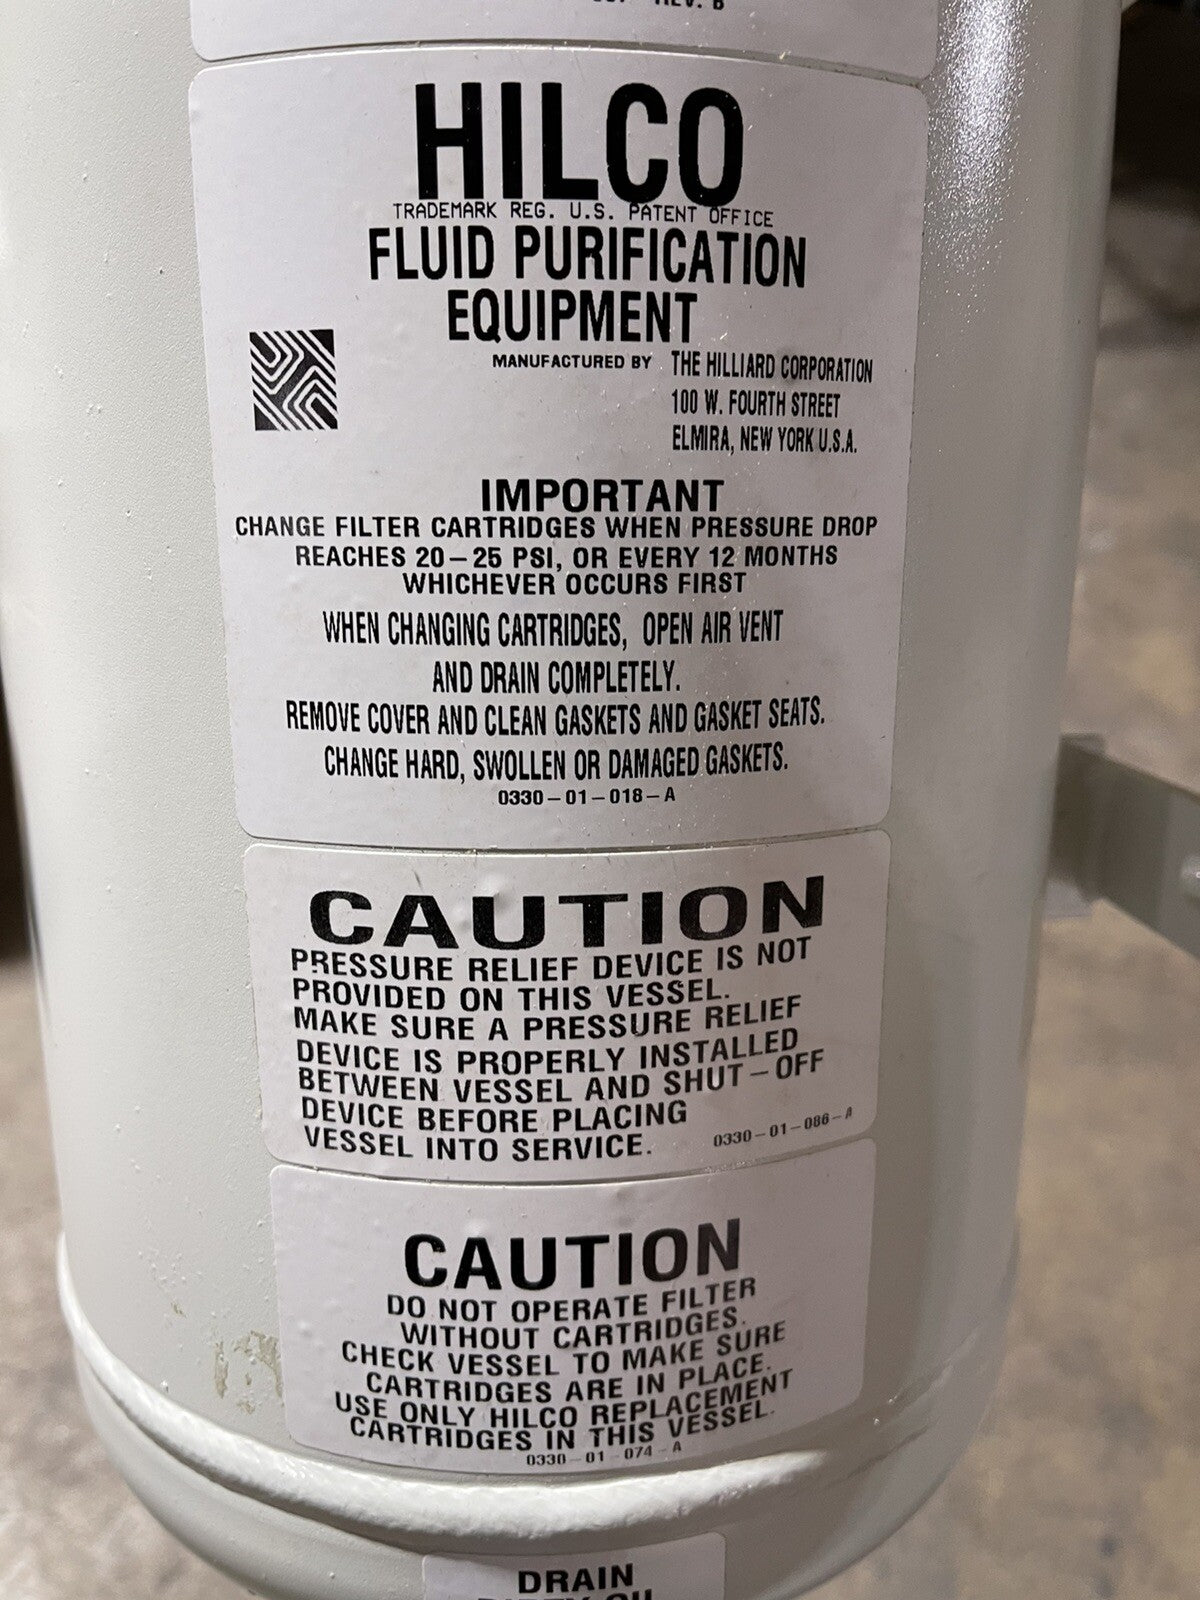 REV. B
HILCO
TRADEMARK REG. U.S. PATENT OFFICE
FLUID PURIFICATION
EQUIPMENT
MANUFACTURED BY THE HILLIARD CORPORATION
100 W. FOURTH STREET
ELMIRA, NEW YORK U.S.A.
IMPORTANT
CHANGE FILTER CARTRIDGES WHEN PRESSURE DROP
REACHES 20-25 PSI, OR EVERY 12 MONTHS
WHICHEVER OCCURS FIRST
WHEN CHANGING CARTRIDGES, OPEN AIR VENT
AND DRAIN COMPLETELY.
REMOVE COVER AND CLEAN GASKETS AND GASKET SEATS.
CHANGE HARD, SWOLLEN OR DAMAGED GASKETS.
0330-01-018-A
CAUTION
PRESSURE RELIEF DEVICE IS NOT
PROVIDED ON THIS VESSEL.
MAKE SURE A PRESSURE RELIEF
DEVICE IS PROPERLY INSTALLED
BETWEEN VESSEL AND SHUT-OFF
DEVICE BEFORE PLACING
VESSEL INTO SERVICE.
0330-01-086-A
CAUTION
DO NOT OPERATE FILTER
WITHOUT CARTRIDGES.
CHECK VESSEL TO MAKE SURE
CARTRIDGES ARE IN PLACE.
USE ONLY HILCO REPLACEMENT
CARTRIDGES IN THIS VESSEL.
0330-01-074-A
DRAIN